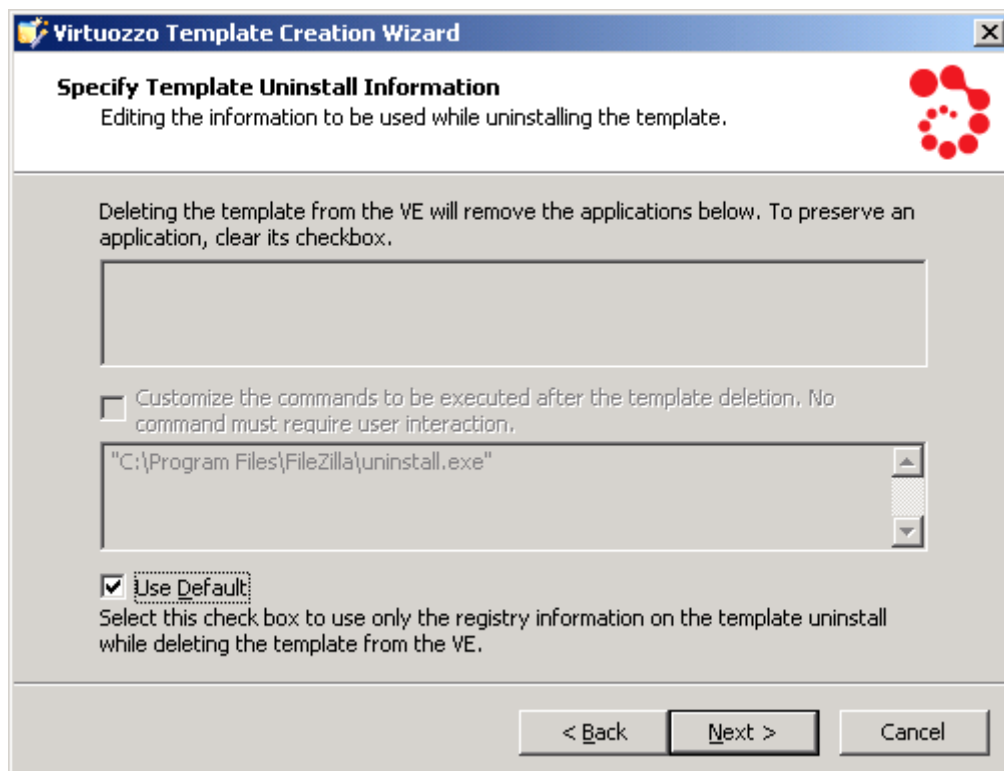 Virtuozzo Template Creation Wizard
Specify Template Uninstall Information
Editing the information to be used while uninstalling the template.
Deleting the template from the VE will remove the applications below. To preserve an
application, clear its checkbox.
Customize the commands to be executed after the template deletion. No
command must require user interaction.
"C:\Program Files\FileZilla\uninstall.exe"
Use Default
Select this check box to use only the registry information on the template uninstall
while deleting the template from the VE.
< Back
Next >
Cancel